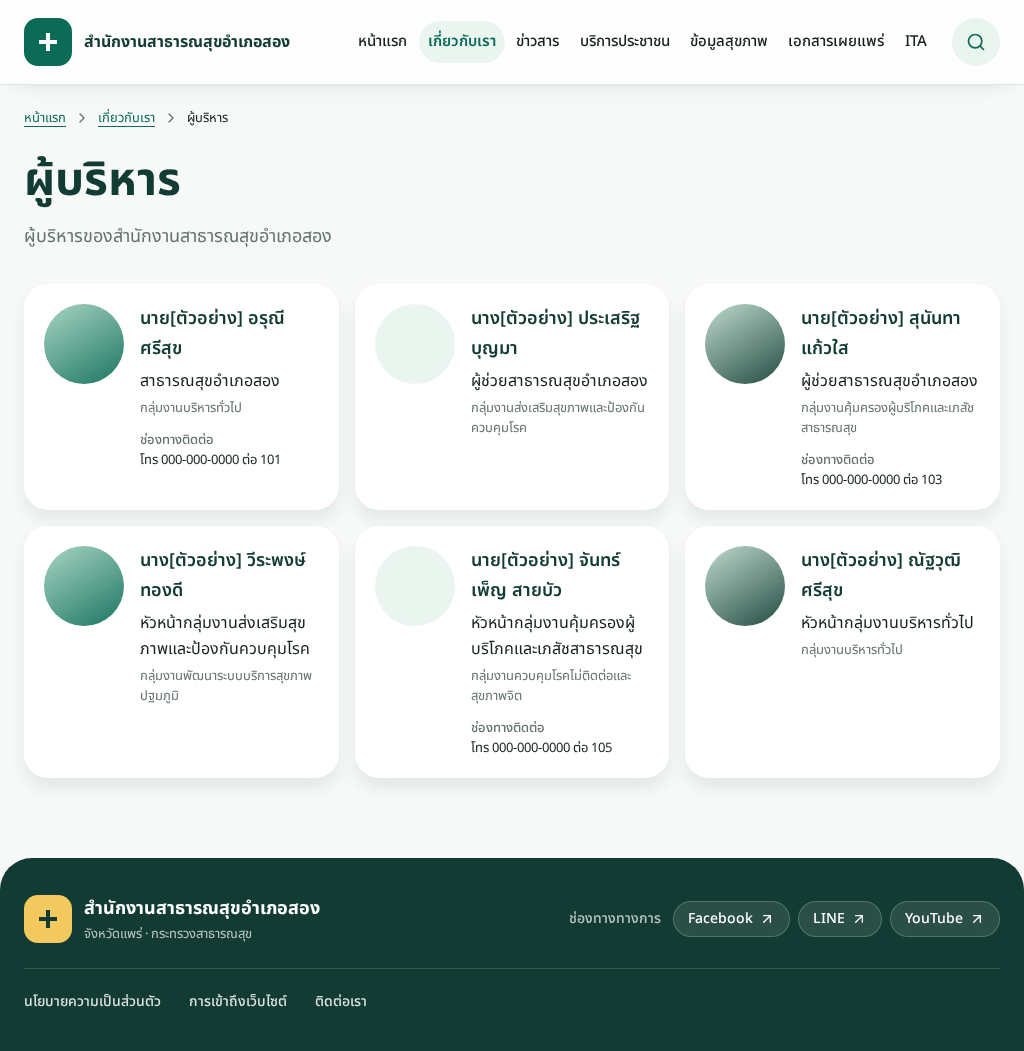 สำนักงานสาธารณสุขอำเภอสอง
หน้าแรก เกี่ยวกับเรา ข่าวสาร บริการประชาชน ข้อมูลสุขภาพ เอกสารเผยแพร่ ITA
หน้าแรก เกี่ยวกับเรา ผู้บริหาร
ผู้บริหาร
ผู้บริหารของสำนักงานสาธารณสุขอำเภอสอง
นาย[ตัวอย่าง] อรุณี
ศรีสุข
สาธารณสุขอำเภอสอง
กลุ่มงานบริหารทั่วไป
ช่องทางติดต่อ
โทร 000-000-0000 ต่อ 101
นาง[ตัวอย่าง] ประเสริฐ
บุญมา
ผู้ช่วยสาธารณสุขอำเภอสอง
กลุ่มงานส่งเสริมสุขภาพและป้องกัน
ควบคุมโรค
นาย[ตัวอย่าง] สุนันทา
แก้วใส
ผู้ช่วยสาธารณสุขอำเภอสอง
กลุ่มงานคุ้มครองผู้บริโภคและเภสัช
สาธารณสุข
ช่องทางติดต่อ
โทร 000-000-0000 ต่อ 103
นาง[ตัวอย่าง] วีระพงษ์
ทองดี
หัวหน้ากลุ่มงานส่งเสริมสุข
ภาพและป้องกันควบคุมโรค
กลุ่มงานพัฒนาระบบบริการสุขภาพ
ปฐมภูมิ
นาย[ตัวอย่าง] จันทร์
เพ็ญ สายบัว
หัวหน้ากลุ่มงานคุ้มครองผู้
บริโภคและเภสัชสาธารณสุข
กลุ่มงานควบคุมโรคไม่ติดต่อและ
สุขภาพจิต
ช่องทางติดต่อ
โทร 000-000-0000 ต่อ 105
นาง[ตัวอย่าง] ณัฐวุฒิ
ศรีสุข
หัวหน้ากลุ่มงานบริหารทั่วไป
กลุ่มงานบริหารทั่วไป
สำนักงานสาธารณสุขอำเภอสอง
จังหวัดแพร่ · กระทรวงสาธารณสุข
ช่องทางทางการ Facebook LINE YouTube
นโยบายความเป็นส่วนตัว การเข้าถึงเว็บไซต์ ติดต่อเรา